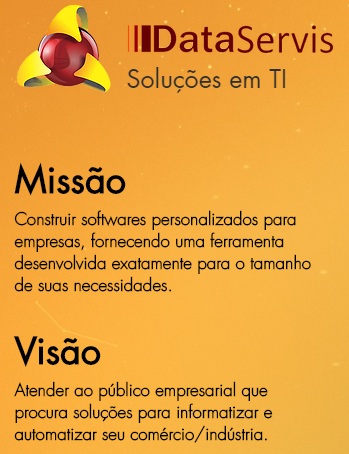 DataServis
Soluções em TI
Missão
Construir softwares personalizados para
empresas, fornecendo uma ferramenta
desenvolvida exatamente para o tamanho
de suas necessidades.
Visão
Atender ao público empresarial que
procura soluções para informatizar e
automatizar seu comércio/indústria.